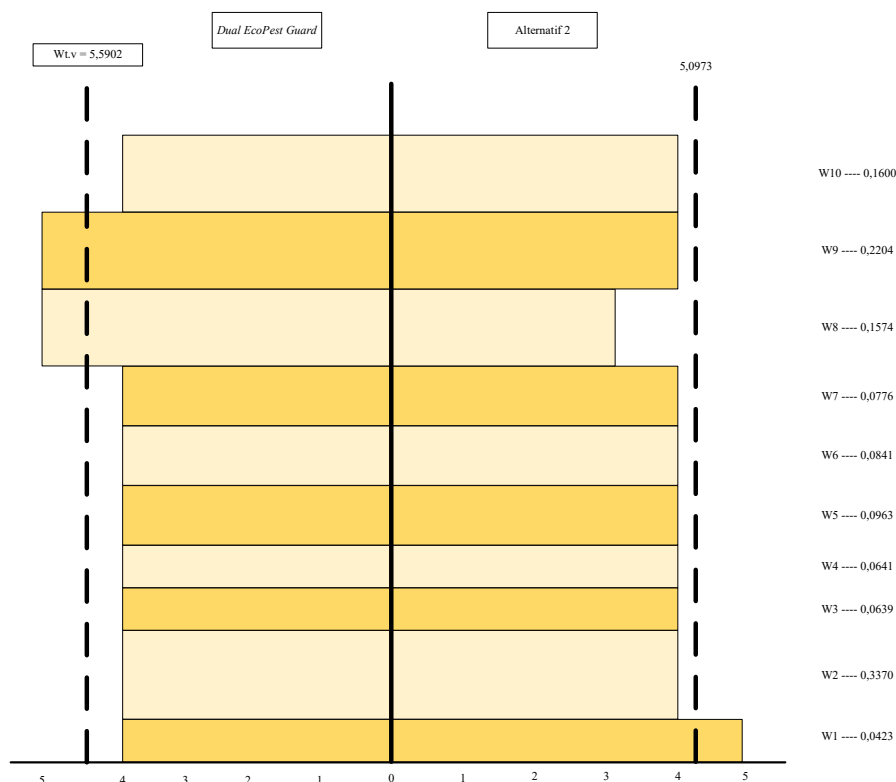 Dual EcoPest Guard
Alternatif 2
Wt.v = 5,5902
5,0973
W10 ---- 0,1600
W9 ---- 0,2204
W8 ---- 0,1574
W7 ---- 0,0776
W6 ---- 0,0841
W5 ---- 0,0963
W4 ---- 0,0641
W3 ---- 0,0639
W2 ---- 0,3370
W1 ---- 0,0423
5 4 3 2 1 0 1 2 3 4 5